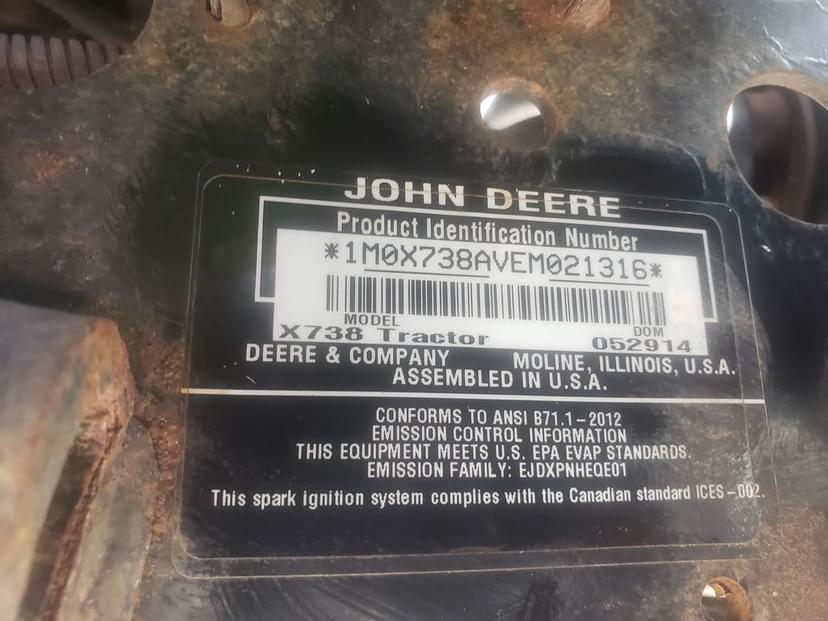 JOHN DEERE
Product Identification Number
*1M0X738AVEM021316*
MODEL DOM
X738 Tractor 052914
DEERE & COMPANY MOLINE, ILLINOIS, U.S.A.
ASSEMBLED IN U.S.A.
CONFORMS TO ANSI B71.1-2012
EMISSION CONTROL INFORMATION
THIS EQUIPMENT MEETS U.S. EPA EVAP STANDARDS.
EMISSION FAMILY: EJDXPNHEQE01
This spark ignition system complies with the Canadian standard ICES-002.